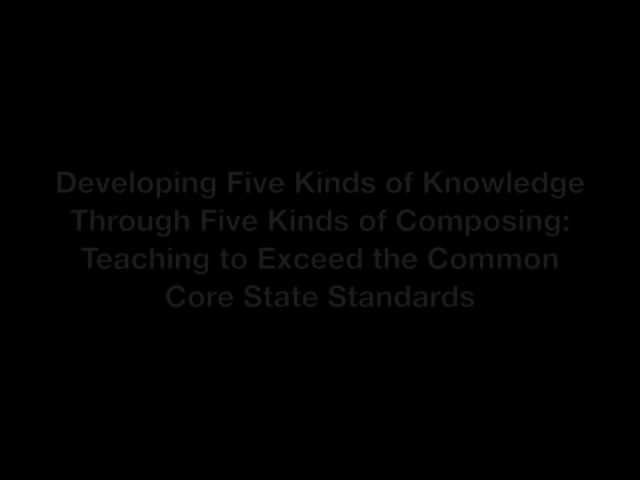 Developing Five Kinds of Knowledge
Through Five Kinds of Composing:
Teaching to Exceed the Common
Core State Standards